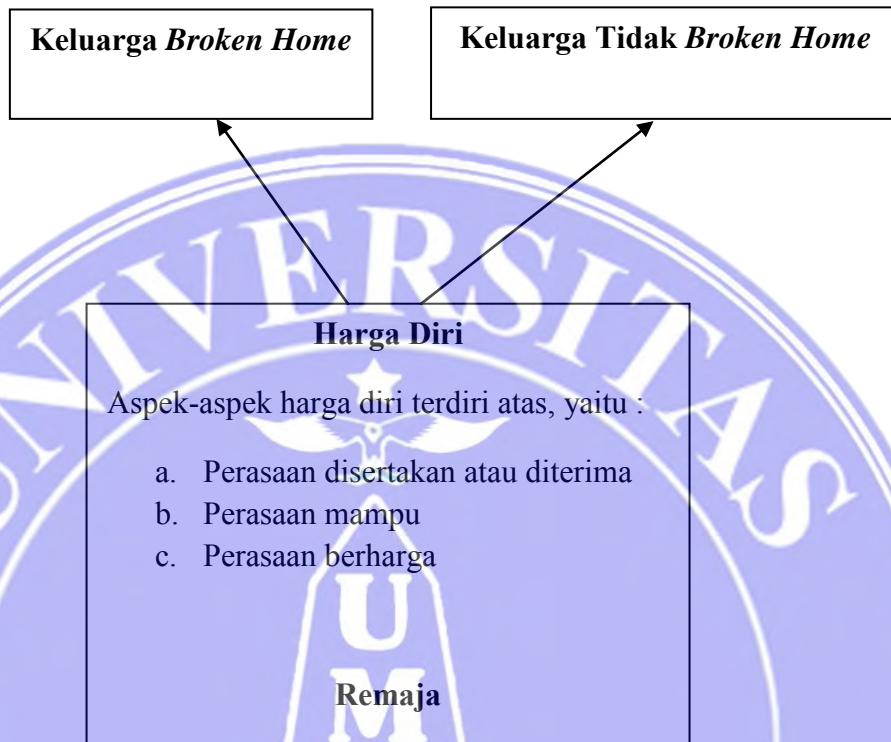 Keluarga Broken Home
Keluarga Tidak Broken Home
UNIVERSITAS
Harga Diri
Aspek-aspek harga diri terdiri atas, yaitu :
a. Perasaan disertakan atau diterima
b. Perasaan mampu
c. Perasaan berharga
U
Remaja
M